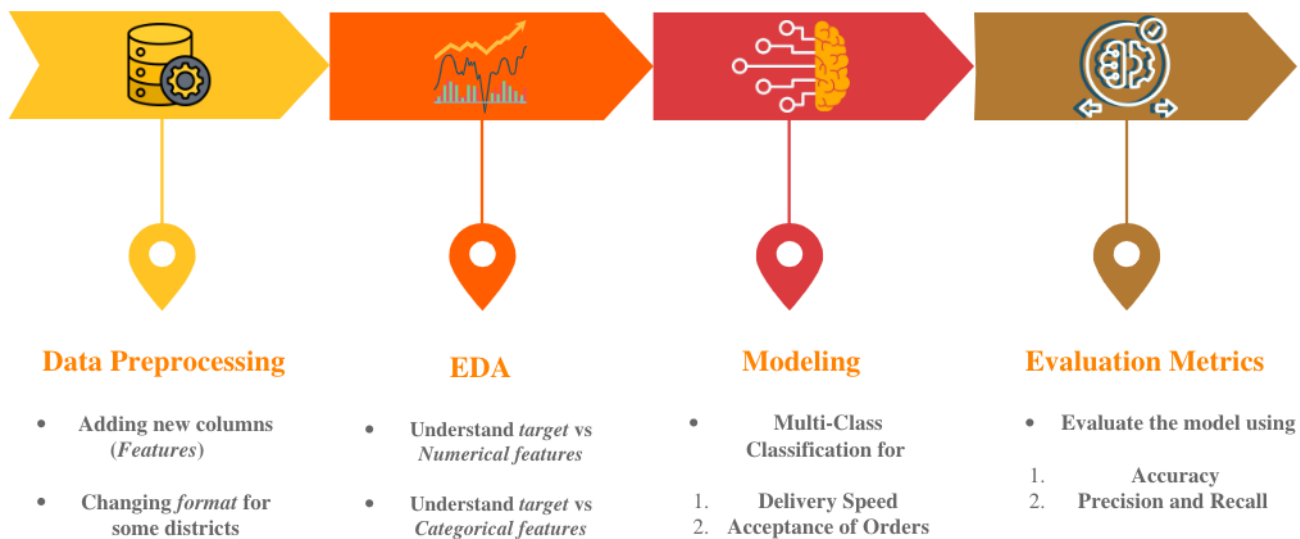 Data Preprocessing
• Adding new columns
(Features)
• Changing format for
some districts
EDA
• Understand target vs
Numerical features
• Understand target vs
Categorical features
Modeling
• Multi-Class
Classification for
1. Delivery Speed
2. Acceptance of Orders
Evaluation Metrics
• Evaluate the model using
1. Accuracy
2. Precision and Recall